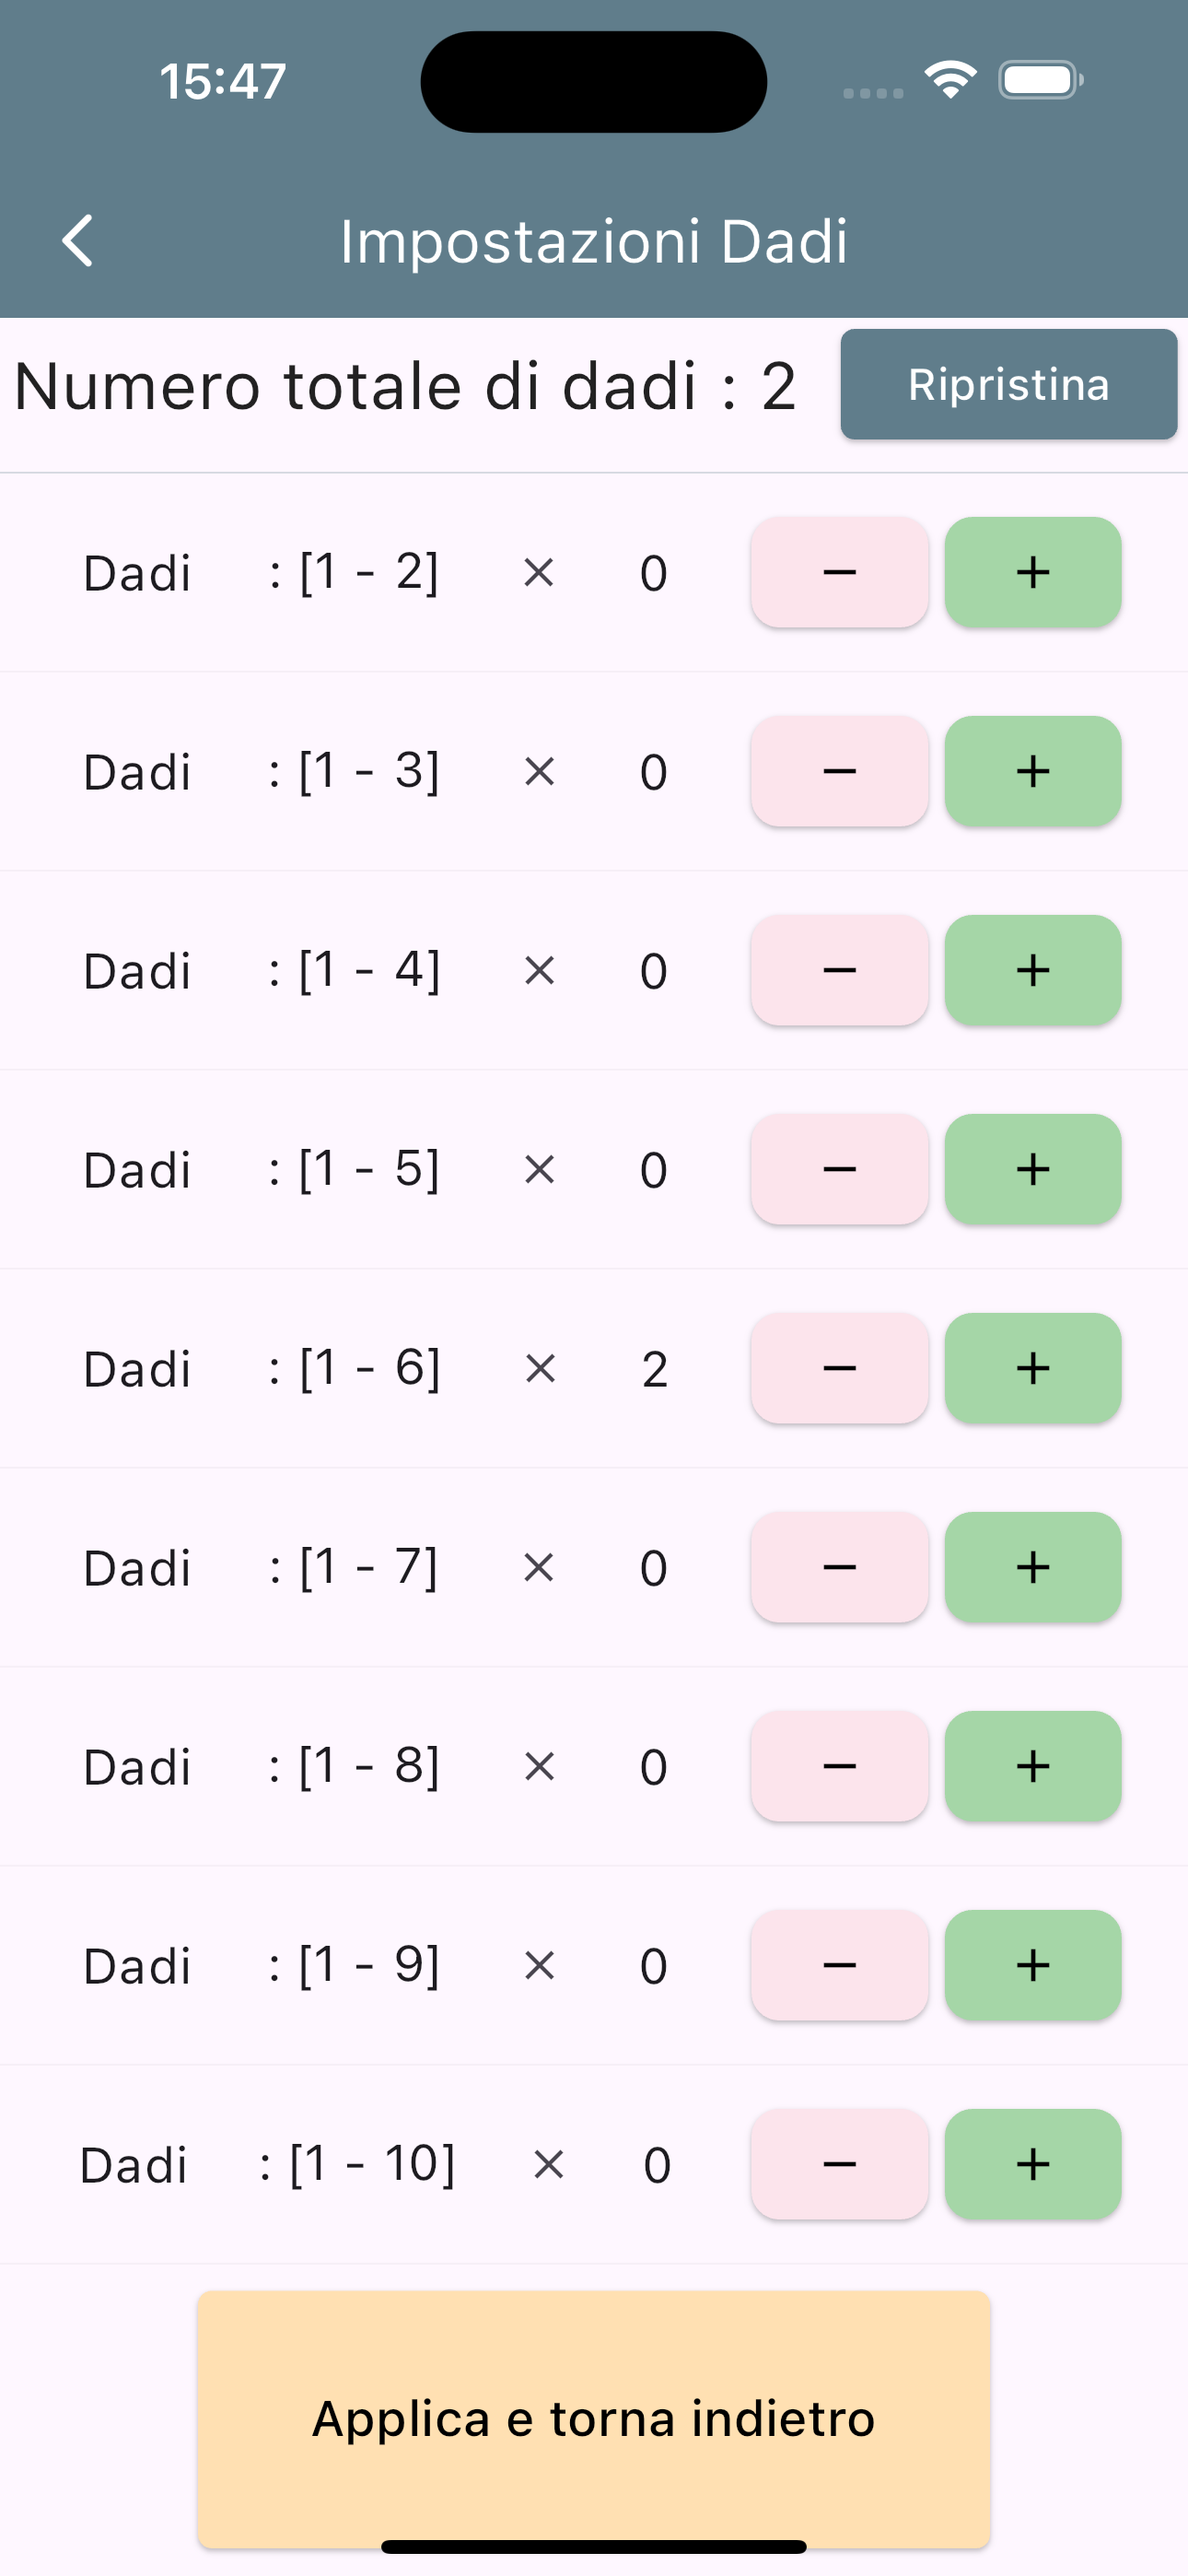 15:47
Impostazioni Dadi
Numero totale di dadi : 2 Ripristina
Dadi : [1 - 2] × 0 − +
Dadi : [1 - 3] × 0 − +
Dadi : [1 - 4] × 0 − +
Dadi : [1 - 5] × 0 − +
Dadi : [1 - 6] × 2 − +
Dadi : [1 - 7] × 0 − +
Dadi : [1 - 8] × 0 − +
Dadi : [1 - 9] × 0 − +
Dadi : [1 - 10] × 0 − +
Applica e torna indietro